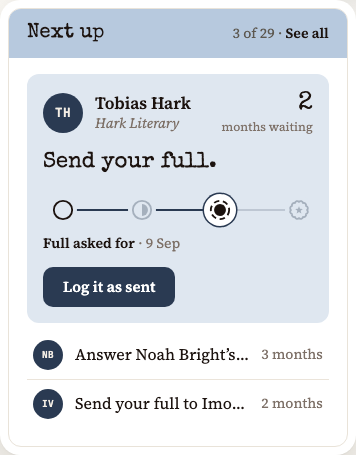 Next up
3 of 29 · See all
TH
Tobias Hark
Hark Literary
2
months waiting
Send your full.
Full asked for · 9 Sep
Log it as sent
NB
Answer Noah Bright’s...
3 months
IV
Send your full to Imo...
2 months